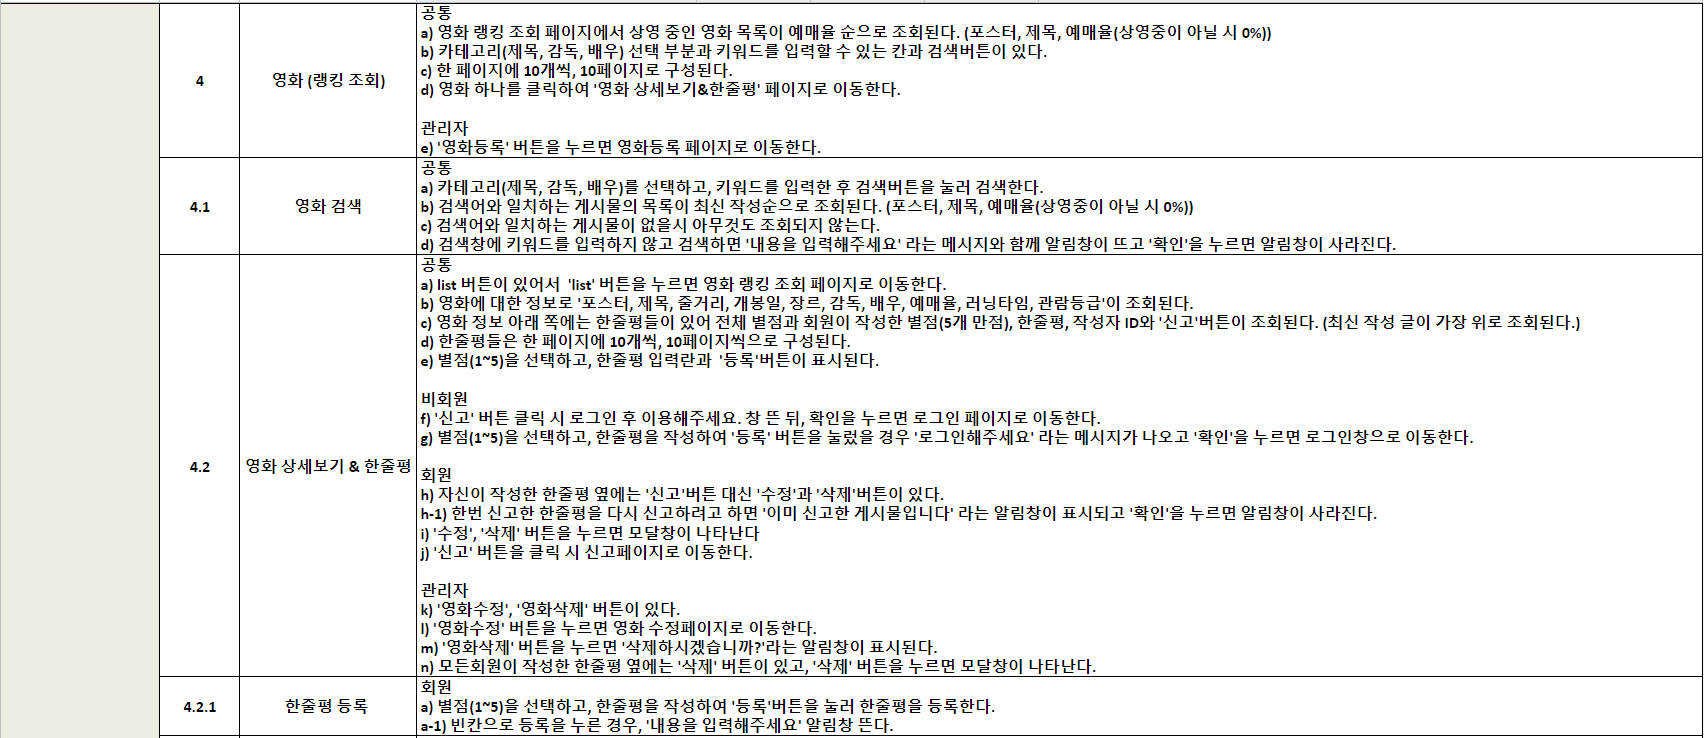 4
영화 (랭킹 조회)
공통
a) 영화 랭킹 조회 페이지에서 상영 중인 영화 목록이 예매율 순으로 조회된다. (포스터, 제목, 예매율(상영중이 아닐 시 0%))
b) 카테고리(제목, 감독, 배우) 선택 부분과 키워드를 입력할 수 있는 칸과 검색버튼이 있다.
c) 한 페이지에 10개씩, 10페이지로 구성된다.
d) 영화 하나를 클릭하여 '영화 상세보기&한줄평' 페이지로 이동한다.
관리자
e) '영화등록' 버튼을 누르면 영화등록 페이지로 이동한다.
4.1
영화 검색
공통
a) 카테고리(제목, 감독, 배우)를 선택하고, 키워드를 입력한 후 검색버튼을 눌러 검색한다.
b) 검색어와 일치하는 게시물의 목록이 최신 작성순으로 조회된다. (포스터, 제목, 예매율(상영중이 아닐 시 0%))
c) 검색어와 일치하는 게시물이 없을시 아무것도 조회되지 않는다.
d) 검색창에 키워드를 입력하지 않고 검색하면 '내용을 입력해주세요' 라는 메시지와 함께 알림창이 뜨고 '확인'을 누르면 알림창이 사라진다.
4.2
영화 상세보기 & 한줄평
공통
a) list 버튼이 있어서 'list' 버튼을 누르면 영화 랭킹 조회 페이지로 이동한다.
b) 영화에 대한 정보로 '포스터, 제목, 줄거리, 개봉일, 장르, 감독, 배우, 예매율, 러닝타임, 관람등급'이 조회된다.
c) 영화 정보 아래 쪽에는 한줄평들이 있어 전체 별점과 회원이 작성한 별점(5개 만점), 한줄평, 작성자 ID와 '신고'버튼이 조회된다. (최신 작성 글이 가장 위로 조회된다.)
d) 한줄평들은 한 페이지에 10개씩, 10페이지씩으로 구성된다.
e) 별점(1~5)을 선택하고, 한줄평 입력란과 '등록'버튼이 표시된다.
비회원
f) '신고' 버튼 클릭 시 로그인 후 이용해주세요. 창 뜬 뒤, 확인을 누르면 로그인 페이지로 이동한다.
g) 별점(1~5)을 선택하고, 한줄평을 작성하여 '등록' 버튼을 눌렀을 경우 '로그인해주세요' 라는 메시지가 나오고 '확인'을 누르면 로그인창으로 이동한다.
회원
h) 자신이 작성한 한줄평 옆에는 '신고'버튼 대신 '수정'과 '삭제'버튼이 있다.
h-1) 한번 신고한 한줄평을 다시 신고하려고 하면 '이미 신고한 게시물입니다' 라는 알림창이 표시되고 '확인'을 누르면 알림창이 사라진다.
i) '수정', '삭제' 버튼을 누르면 모달창이 나타난다
j) '신고' 버튼을 클릭 시 신고페이지로 이동한다.
관리자
k) '영화수정', '영화삭제' 버튼이 있다.
l) '영화수정' 버튼을 누르면 영화 수정페이지로 이동한다.
m) '영화삭제' 버튼을 누르면 '삭제하시겠습니까?'라는 알림창이 표시된다.
n) 모든회원이 작성한 한줄평 옆에는 '삭제' 버튼이 있고, '삭제' 버튼을 누르면 모달창이 나타난다.
4.2.1
한줄평 등록
회원
a) 별점(1~5)을 선택하고, 한줄평을 작성하여 '등록'버튼을 눌러 한줄평을 등록한다.
a-1) 빈칸으로 등록을 누른 경우, '내용을 입력해주세요' 알림창 뜬다.